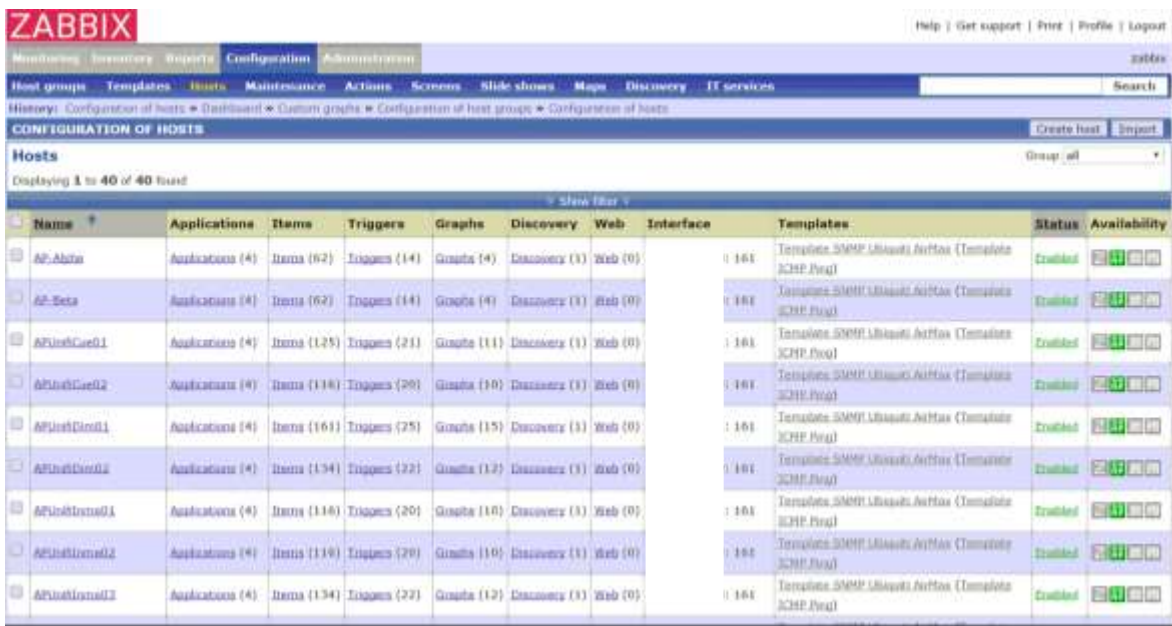 ZABBIX
Help | Get support | Print | Profile | Logout
Monitoring Inventory Reports Configuration Administration zabbix
Host groups Templates Hosts Maintenance Actions Screens Slide shows Maps Discovery IT services Search
History: Configuration of hosts » Dashboard » Custom graphs » Configuration of host groups » Configuration of hosts
CONFIGURATION OF HOSTS Create host Import
Hosts Group all
Displaying 1 to 40 of 40 found
Show filter
Name Applications Items Triggers Graphs Discovery Web Interface Templates Status Availability
AP-Alpha Applications (4) Items (62) Triggers (14) Graphs (4) Discovery (1) Web (0) : 161 Template SNMP Ubiquiti AirMax (Template Enabled
ICMP Ping)
AP-Beta Applications (4) Items (62) Triggers (14) Graphs (4) Discovery (1) Web (0) : 161 Template SNMP Ubiquiti AirMax (Template Enabled
ICMP Ping)
Applications (4) Items (125) Triggers (21) Graphs (11) Discovery (1) Web (0) : 161 Template SNMP Ubiquiti AirMax (Template Enabled
ICMP Ping)
Applications (4) Items (116) Triggers (20) Graphs (10) Discovery (1) Web (0) : 161 Template SNMP Ubiquiti AirMax (Template Enabled
ICMP Ping)
Applications (4) Items (161) Triggers (25) Graphs (15) Discovery (1) Web (0) : 161 Template SNMP Ubiquiti AirMax (Template Enabled
ICMP Ping)
Applications (4) Items (134) Triggers (22) Graphs (12) Discovery (1) Web (0) : 161 Template SNMP Ubiquiti AirMax (Template Enabled
ICMP Ping)
Applications (4) Items (116) Triggers (20) Graphs (10) Discovery (1) Web (0) : 161 Template SNMP Ubiquiti AirMax (Template Enabled
ICMP Ping)
Applications (4) Items (116) Triggers (20) Graphs (10) Discovery (1) Web (0) : 161 Template SNMP Ubiquiti AirMax (Template Enabled
ICMP Ping)
Applications (4) Items (134) Triggers (22) Graphs (12) Discovery (1) Web (0) : 161 Template SNMP Ubiquiti AirMax (Template Enabled
ICMP Ping)